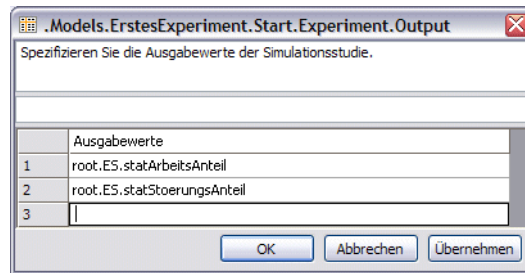 .Models.ErstesExperiment.Start.Experiment.Output
Spezifizieren Sie die Ausgabewerte der Simulationsstudie.
Ausgabewerte
1 root.ES.statArbeitsAnteil
2 root.ES.statStoerungsAnteil
3
OK Abbrechen Übernehmen